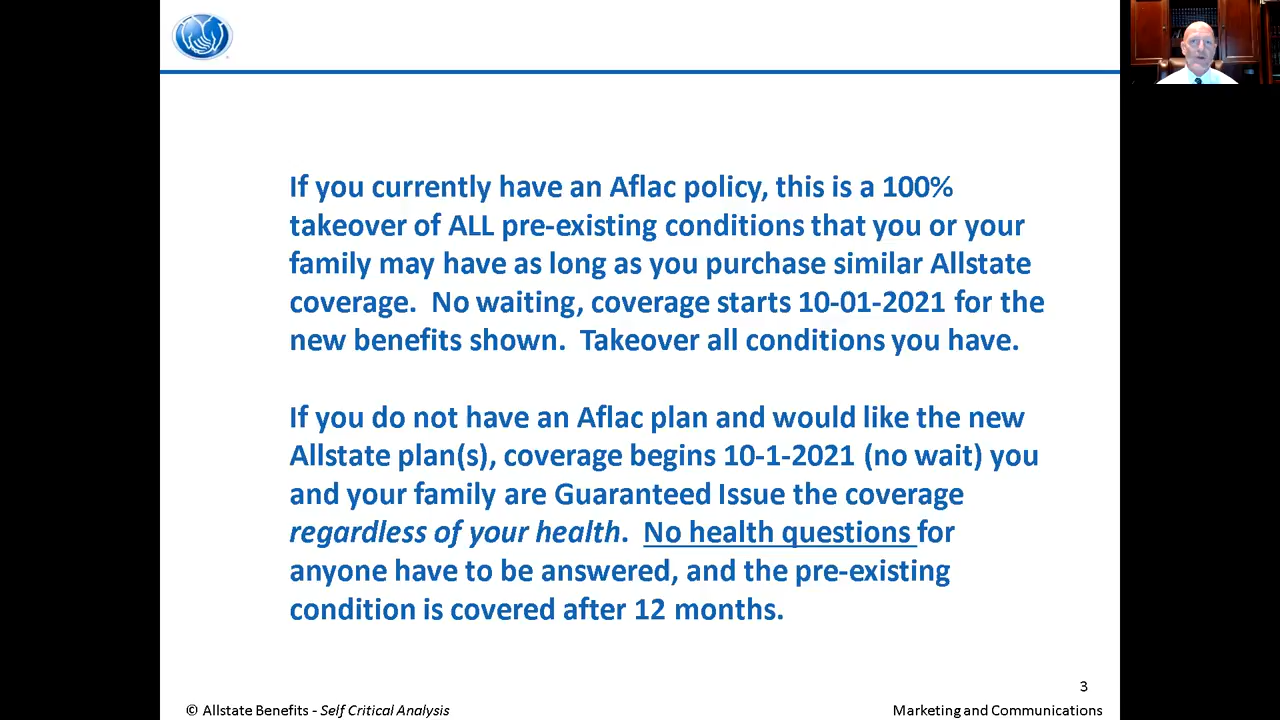 If you currently have an Aflac policy, this is a 100%
takeover of ALL pre-existing conditions that you or your
family may have as long as you purchase similar Allstate
coverage.  No waiting, coverage starts 10-01-2021 for the
new benefits shown.  Takeover all conditions you have.
If you do not have an Aflac plan and would like the new
Allstate plan(s), coverage begins 10-1-2021 (no wait) you
and your family are Guaranteed Issue the coverage
regardless of your health.  No health questions for
anyone have to be answered, and the pre-existing
condition is covered after 12 months.
3
© Allstate Benefits - Self Critical Analysis
Marketing and Communications